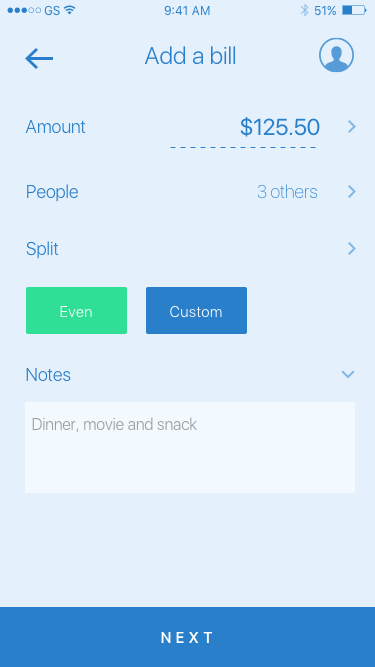 GS 9:41 AM 51%
Add a bill
Amount $125.50
People 3 others
Split
Even Custom
Notes
Dinner, movie and snack
NEXT